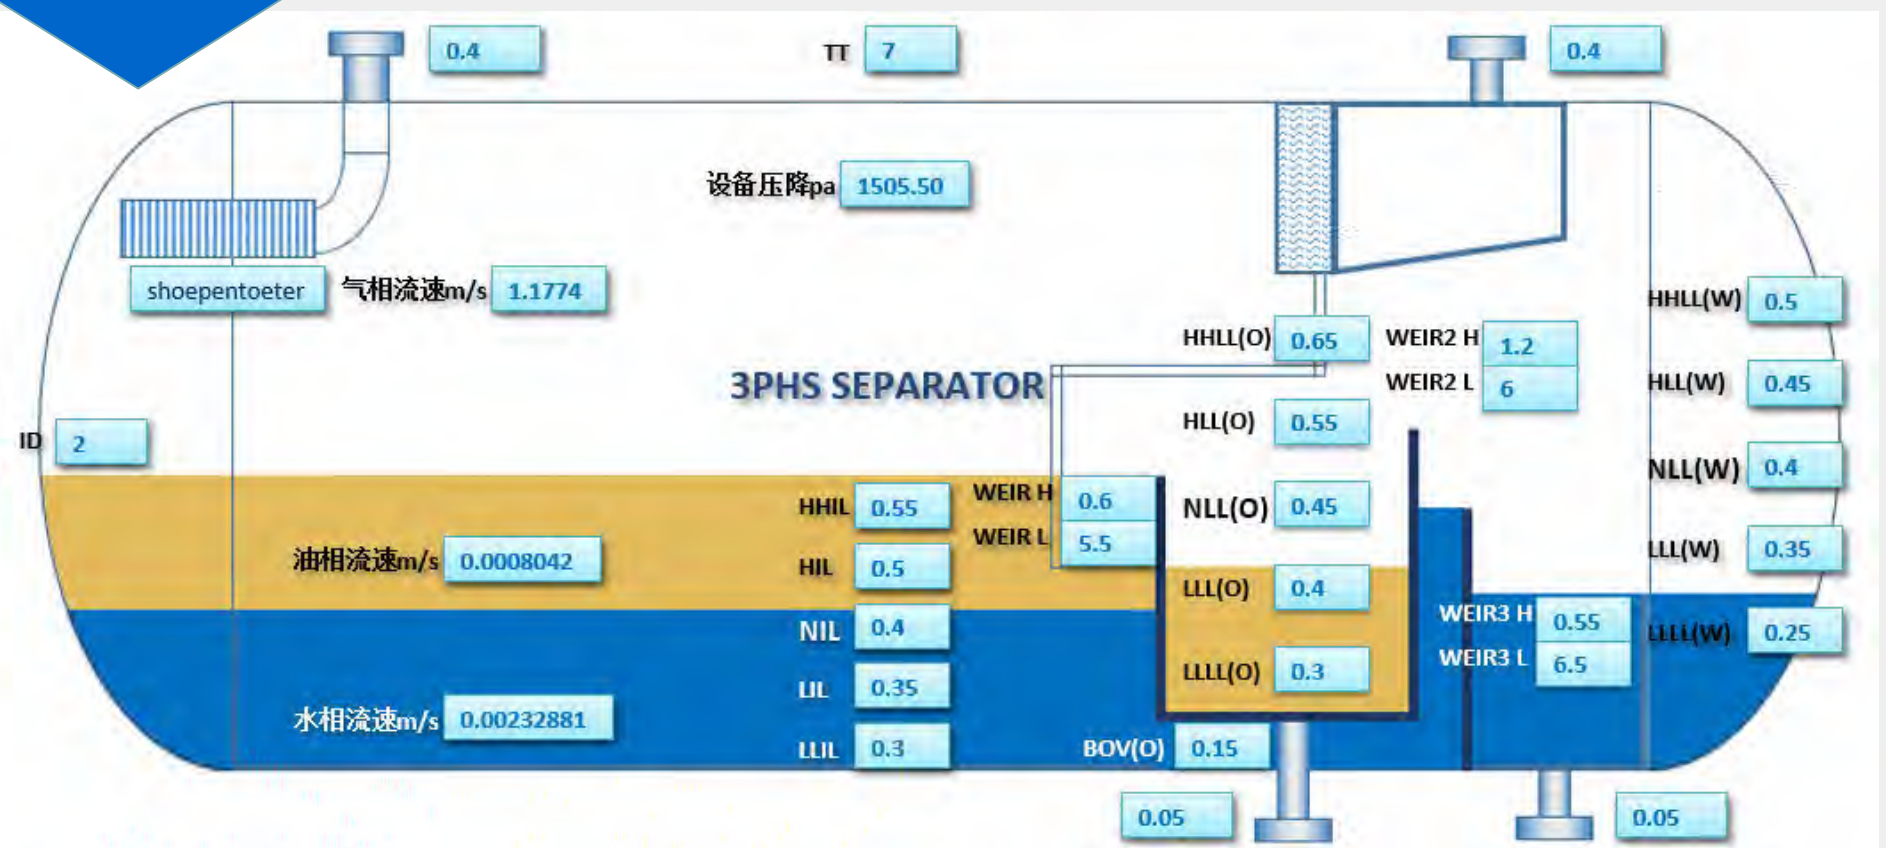 0.4
TT 7
0.4
设备压降pa 1505.50
shoepentoeter
气相流速m/s 1.1774
HHLL(W) 0.5
HHLL(O) 0.65
WEIR2 H 1.2
3PHS SEPARATOR
WEIR2 L 6
HLL(W) 0.45
HLL(O) 0.55
ID 2
NLL(W) 0.4
HHIL 0.55
WEIR H 0.6
NLL(O) 0.45
WEIR L 5.5
LLL(W) 0.35
油相流速m/s 0.0008042
HIL 0.5
LLL(O) 0.4
NIL 0.4
WEIR3 H 0.55
LLLL(W) 0.25
WEIR3 L 6.5
LLLL(O) 0.3
LIL 0.35
水相流速m/s 0.00232881
LLIL 0.3
BOV(O) 0.15
0.05
0.05